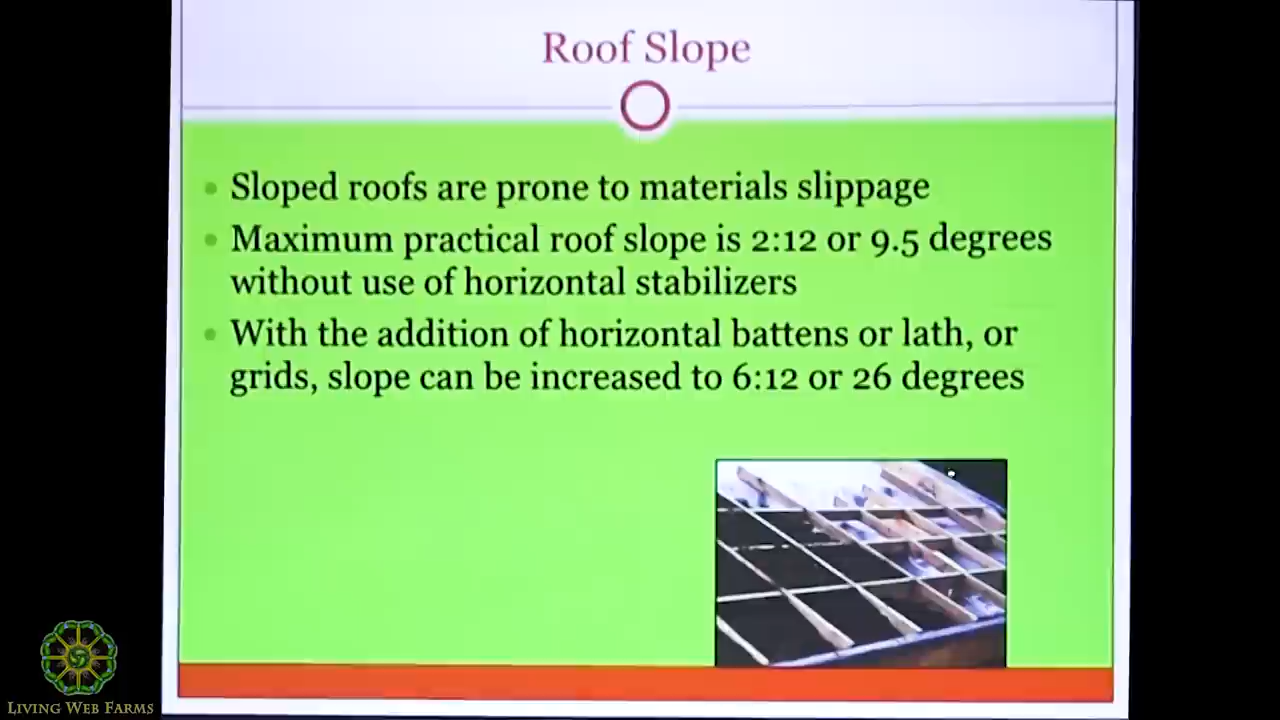 Roof Slope
Sloped roofs are prone to materials slippage
Maximum practical roof slope is 2:12 or 9.5 degrees
without use of horizontal stabilizers
With the addition of horizontal battens or lath, or
grids, slope can be increased to 6:12 or 26 degrees
LIVING WEB FARMS